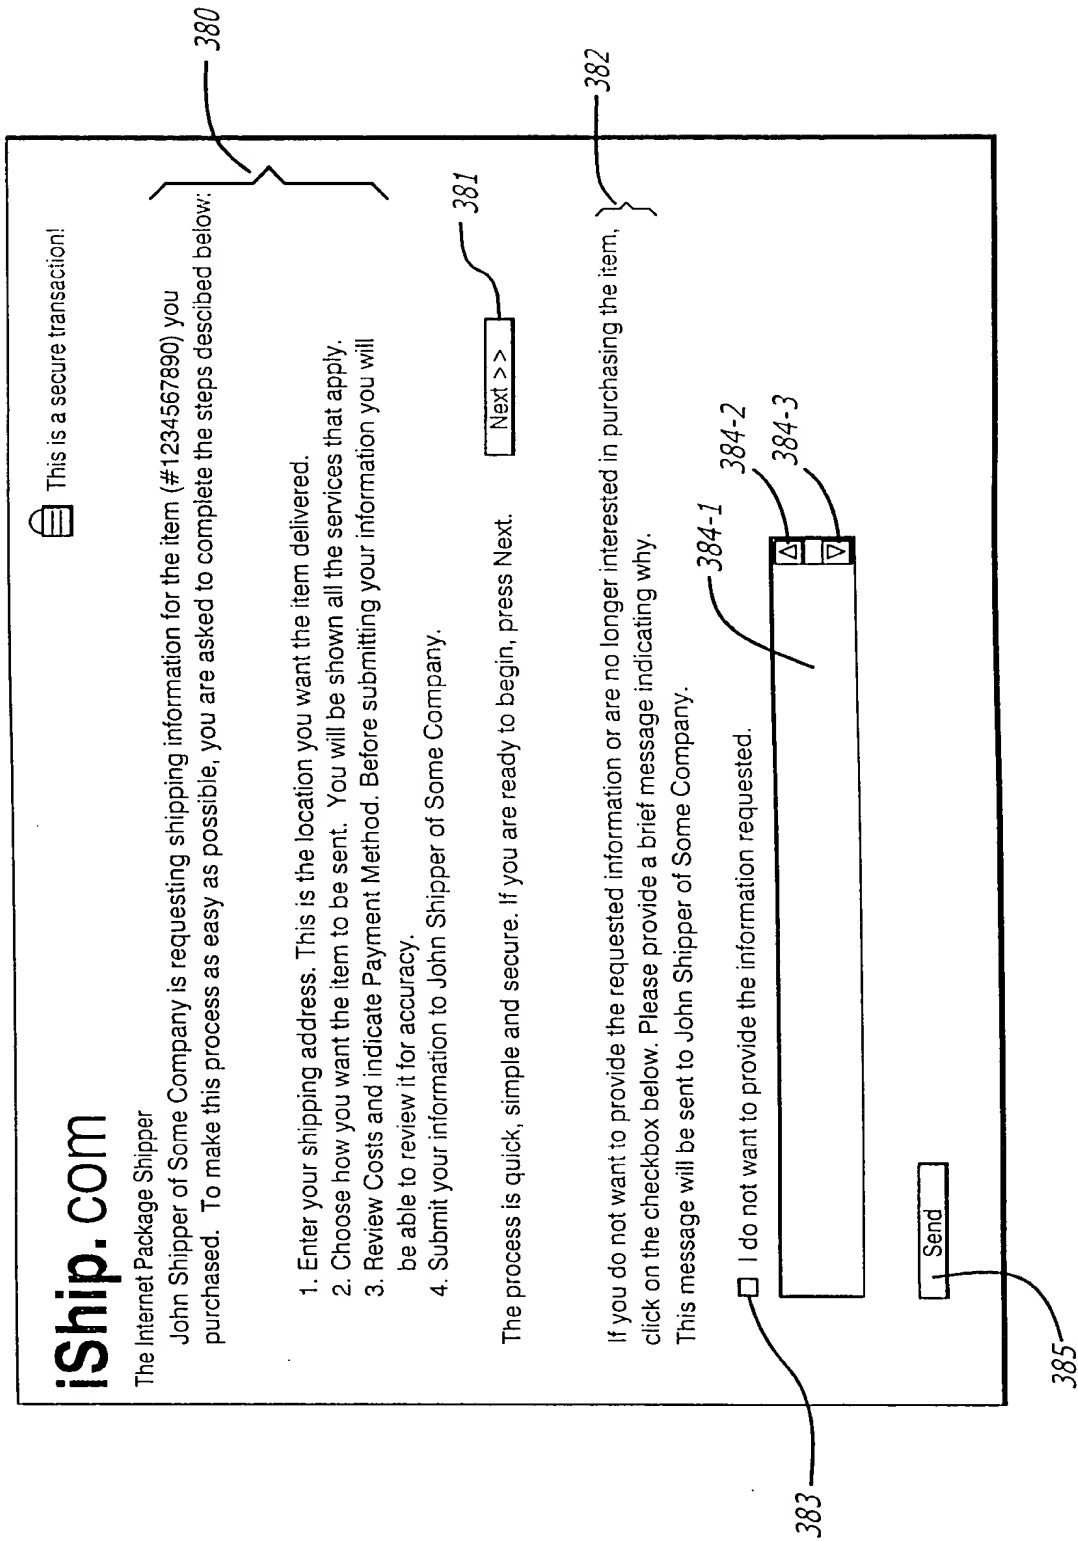 This is a secure transaction!
iShip.com
The Internet Package Shipper
John Shipper of Some Company is requesting shipping information for the item (#1234567890) you
purchased. To make this process as easy as possible, you are asked to complete the steps descibed below:
380
1. Enter your shipping address. This is the location you want the item delivered.
2. Choose how you want the item to be sent. You will be shown all the services that apply.
3. Review Costs and indicate Payment Method. Before submitting your information you will
be able to review it for accuracy.
4. Submit your information to John Shipper of Some Company.
381
The process is quick, simple and secure. If you are ready to begin, press Next.
Next >>
382
If you do not want to provide the requested information or are no longer interested in purchasing the item,
click on the checkbox below. Please provide a brief message indicating why.
This message will be sent to John Shipper of Some Company.
384-1
384-2
384-3
I do not want to provide the information requested.
383
Send
385